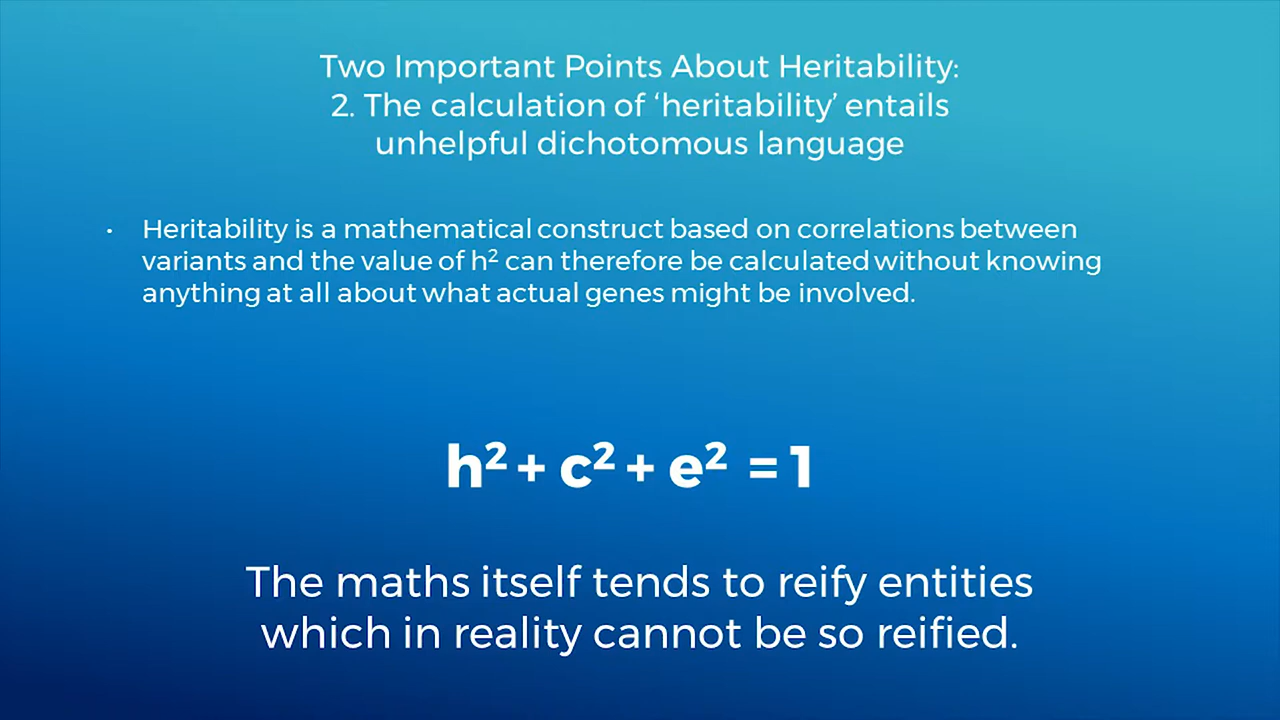 Two Important Points About Heritability:
2. The calculation of ‘heritability’ entails
unhelpful dichotomous language
• Heritability is a mathematical construct based on correlations between
variants and the value of h² can therefore be calculated without knowing
anything at all about what actual genes might be involved.
h² + c² + e² = 1
The maths itself tends to reify entities
which in reality cannot be so reified.